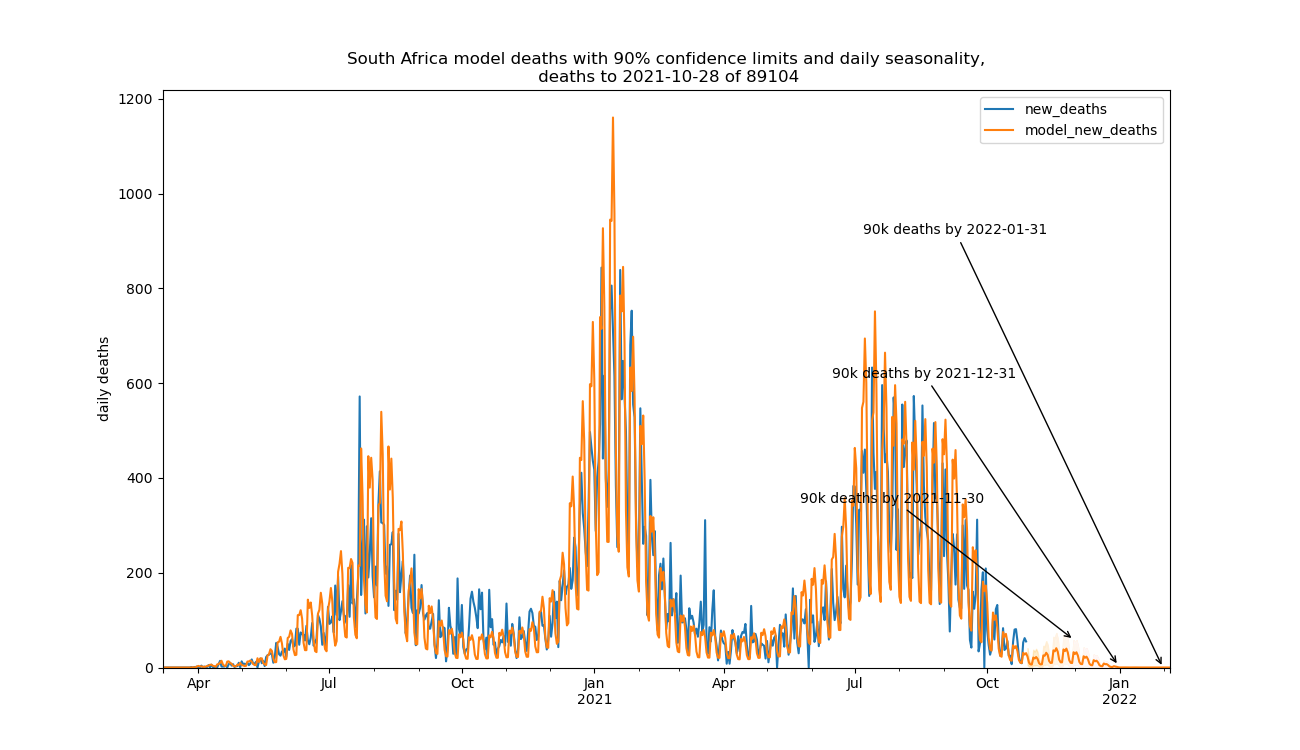 South Africa model deaths with 90% confidence limits and daily seasonality,
deaths to 2021-10-28 of 89104
new_deaths
model_new_deaths
daily deaths
1200
1000
800
600
400
200
0
90k deaths by 2022-01-31
90k deaths by 2021-12-31
90k deaths by 2021-11-30
Apr Jul Oct Jan Apr Jul Oct Jan
2021 2022